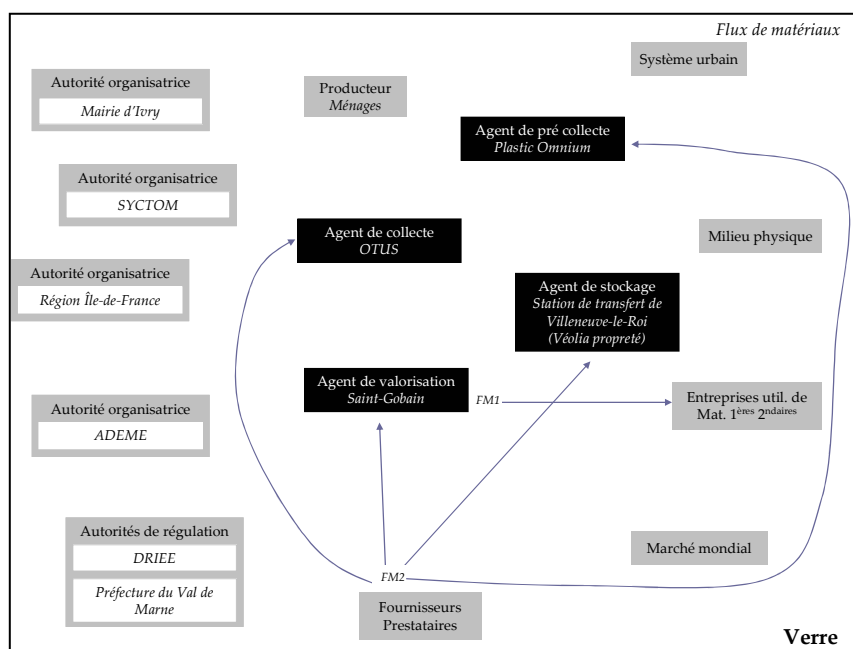 Flux de matériaux
Système urbain
Autorité organisatrice
Mairie d'Ivry
Producteur
Ménages
Agent de pré collecte
Plastic Omnium
Autorité organisatrice
SYCTOM
Agent de collecte
OTUS
Milieu physique
Autorité organisatrice
Région Île-de-France
Agent de stockage
Station de transfert de
Villeneuve-le-Roi
(Véolia propreté)
Agent de valorisation
Saint-Gobain
FM1
Entreprises util. de
Mat. 1ères 2ndaires
Autorité organisatrice
ADEME
Autorités de régulation
DRIEE
Préfecture du Val de
Marne
Marché mondial
FM2
Fournisseurs
Prestataires
Verre